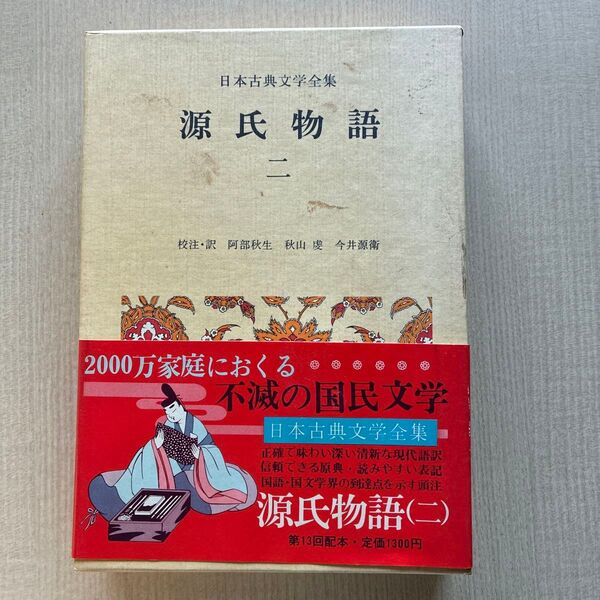 日本古典文学全集
源氏物語
二
校注・訳 阿部秋生 秋山 虔 今井源衛
2000万家庭におくる
不滅の国民文学
日本古典文学全集
正確で味わい深い清新な現代語訳
信頼できる原典・読みやすい表記
国語・国文学界の到達点を示す頭注
源氏物語(二)
第13回配本・定価1300円